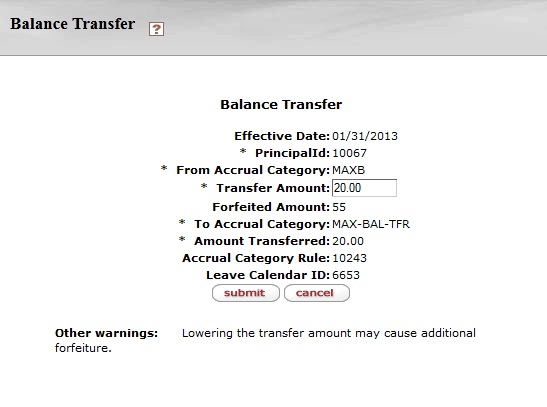 Balance Transfer ?
Balance Transfer
Effective Date: 01/31/2013
* PrincipalId: 10067
* From Accrual Category: MAXB
* Transfer Amount: 20.00
Forfeited Amount: 55
* To Accrual Category: MAX-BAL-TFR
* Amount Transferred: 20.00
Accrual Category Rule: 10243
Leave Calendar ID: 6653
submit cancel
Other warnings: Lowering the transfer amount may cause additional
forfeiture.